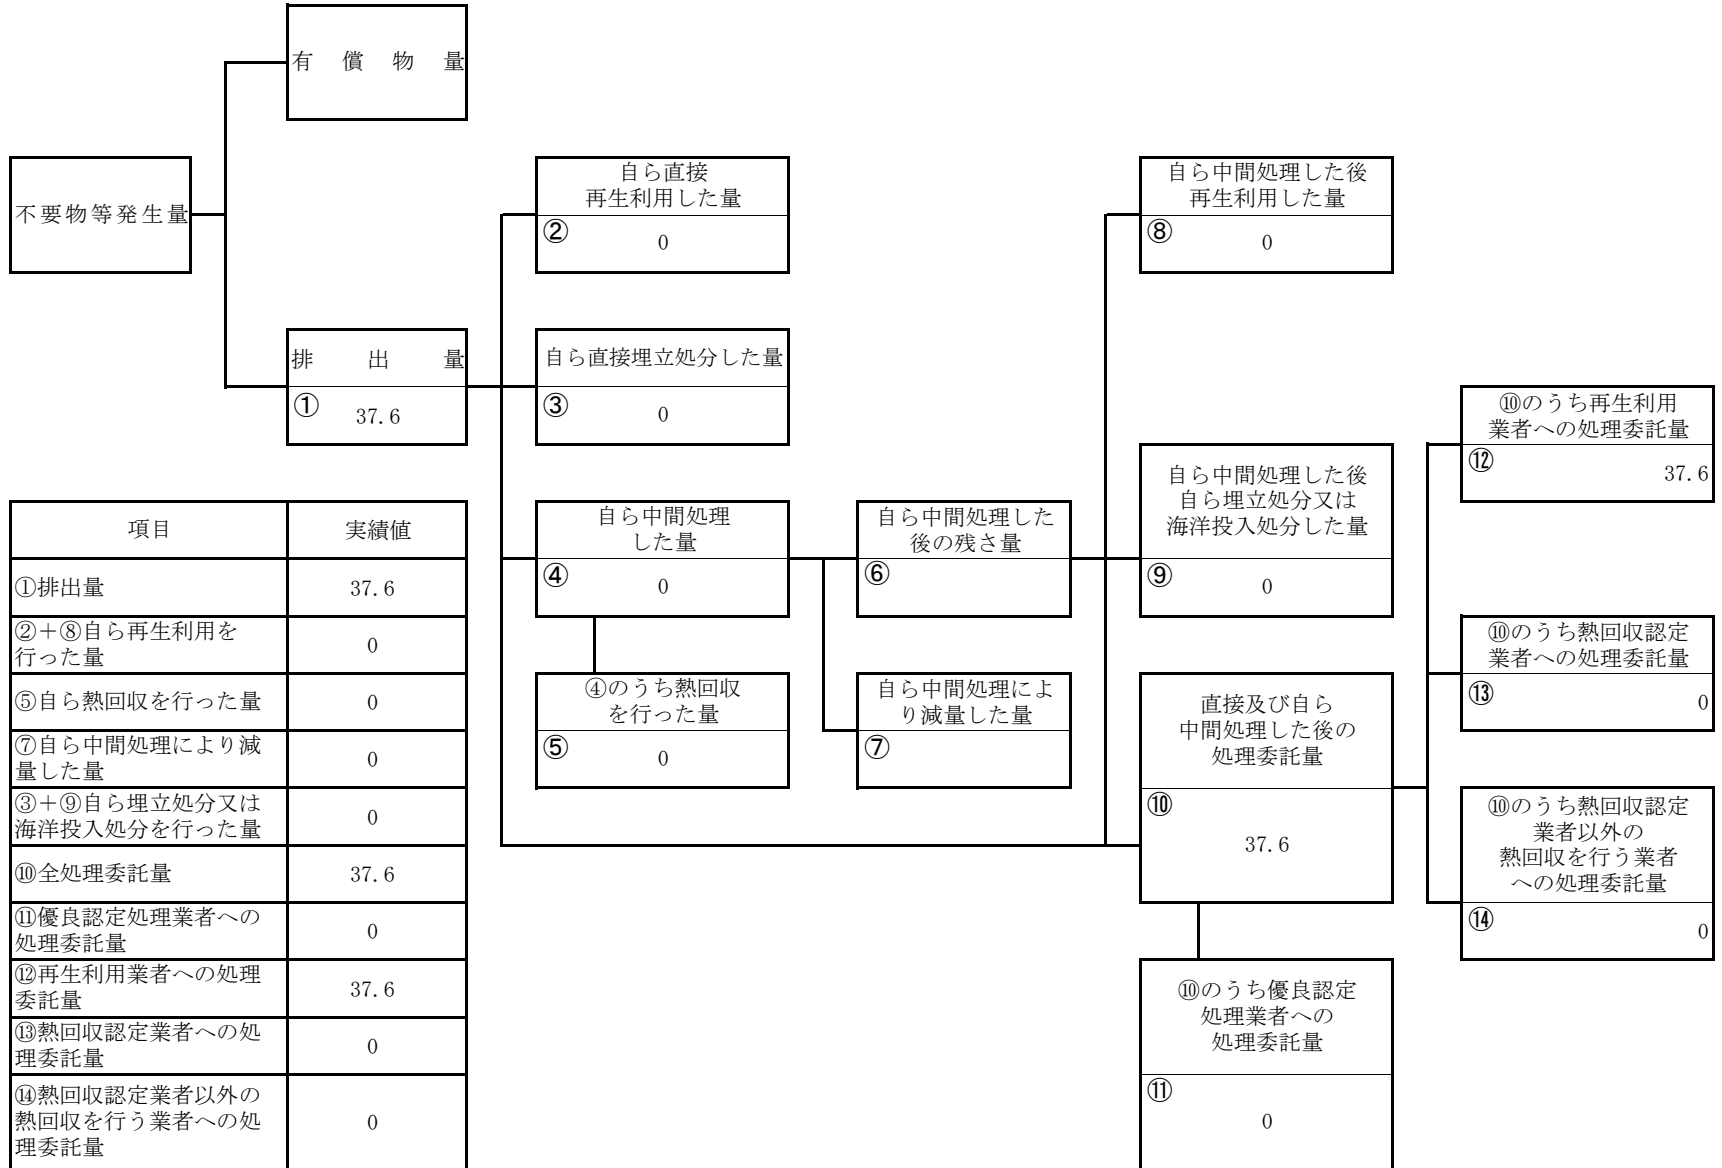 有償物量
不要物等発生量
自ら直接
再生利用した量
②
0
自ら中間処理した後
再生利用した量
⑧
0
排出量
①
37.6
自ら直接埋立処分した量
③
0
⑩のうち再生利用
業者への処理委託量
⑫
37.6
自ら中間処理
した量
④
0
自ら中間処理した
後の残さ量
⑥
自ら中間処理した後
自ら埋立処分又は
海洋投入処分した量
⑨
0
⑩のうち熱回収認定
業者への処理委託量
⑬
0
④のうち熱回収
を行った量
⑤
0
自ら中間処理によ
り減量した量
⑦
直接及び自ら
中間処理した後の
処理委託量
⑩
37.6
⑩のうち熱回収認定
業者以外の
熱回収を行う業者
への処理委託量
⑭
0
⑩のうち優良認定
処理業者への
処理委託量
⑪
0
項目 実績値
①排出量 37.6
②+⑧自ら再生利用を
行った量
0
⑤自ら熱回収を行った量 0
⑦自ら中間処理により減
量した量
0
③+⑨自ら埋立処分又は
海洋投入処分を行った量
0
⑩全処理委託量 37.6
⑪優良認定処理業者への
処理委託量
0
⑫再生利用業者への処理
委託量
37.6
⑬熱回収認定業者への処
理委託量
0
⑭熱回収認定業者以外の
熱回収を行う業者への処
理委託量
0